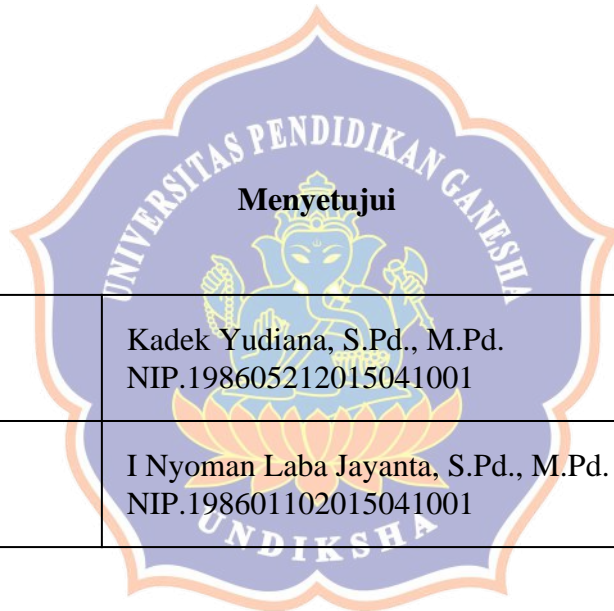 UNIVERSITAS PENDIDIKAN GANESHA
Menyetujui
Kadek Yudiana, S.Pd., M.Pd.
NIP.198605212015041001
I Nyoman Laba Jayanta, S.Pd., M.Pd.
NIP.198601102015041001
UNDIKSHA